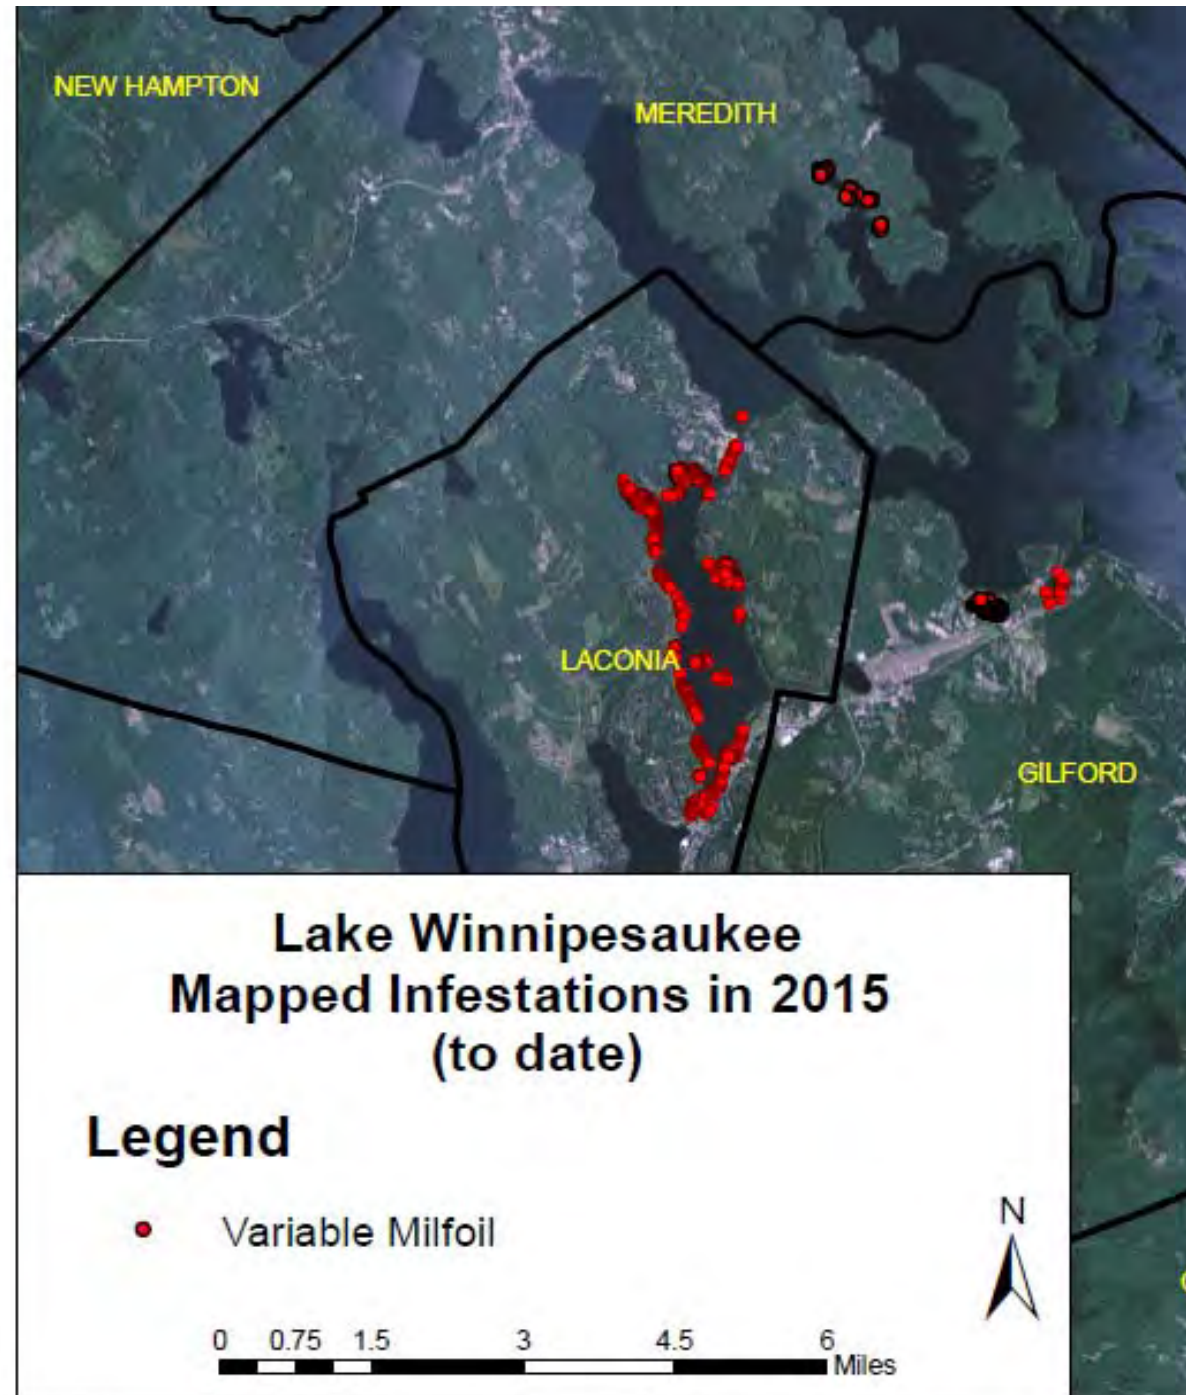 NEW HAMPTON
MEREDITH
LACONIA
GILFORD
Lake Winnipesaukee
Mapped Infestations in 2015
(to date)
Legend
Variable Milfoil
N
0 0.75 1.5 3 4.5 6
Miles